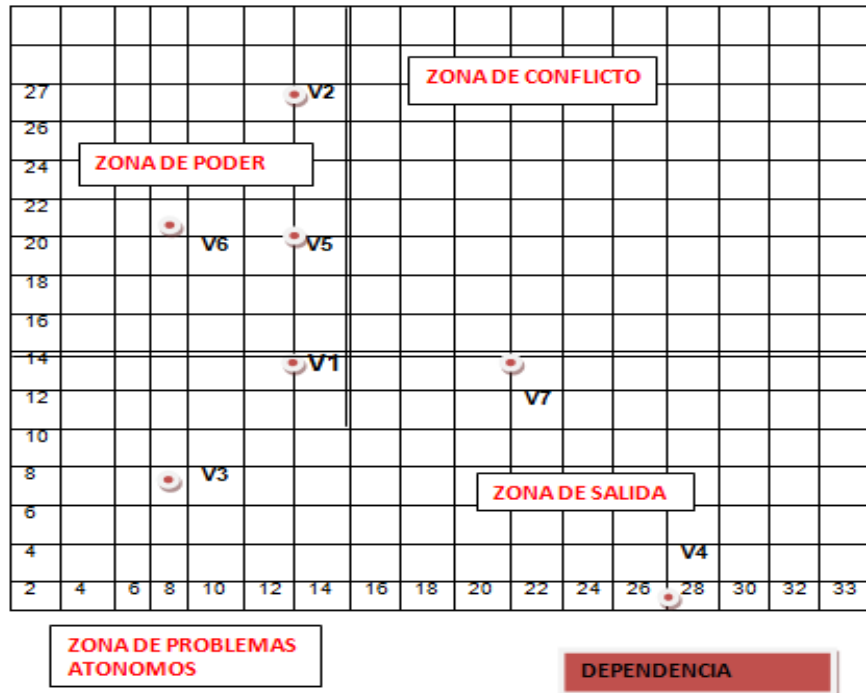 ZONA DE CONFLICTO
27
V2
26
24
ZONA DE PODER
22
20
V6
V5
18
16
14
V1
12
V7
10
8
V3
ZONA DE SALIDA
6
4
V4
2 4 6 8 10 12 14 16 18 20 22 24 26 28 30 32 33
ZONA DE PROBLEMAS
ATONOMOS
DEPENDENCIA